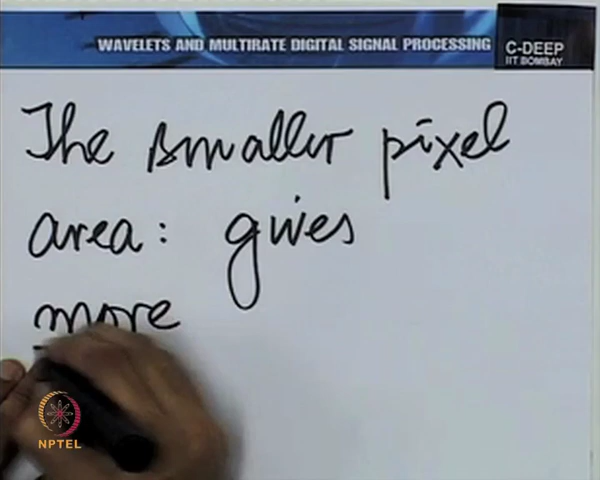 WAVELETS AND MULTIRATE DIGITAL SIGNAL PROCESSING
C-DEEP
IIT BOMBAY
The smaller pixel
area: gives
more
NPTEL